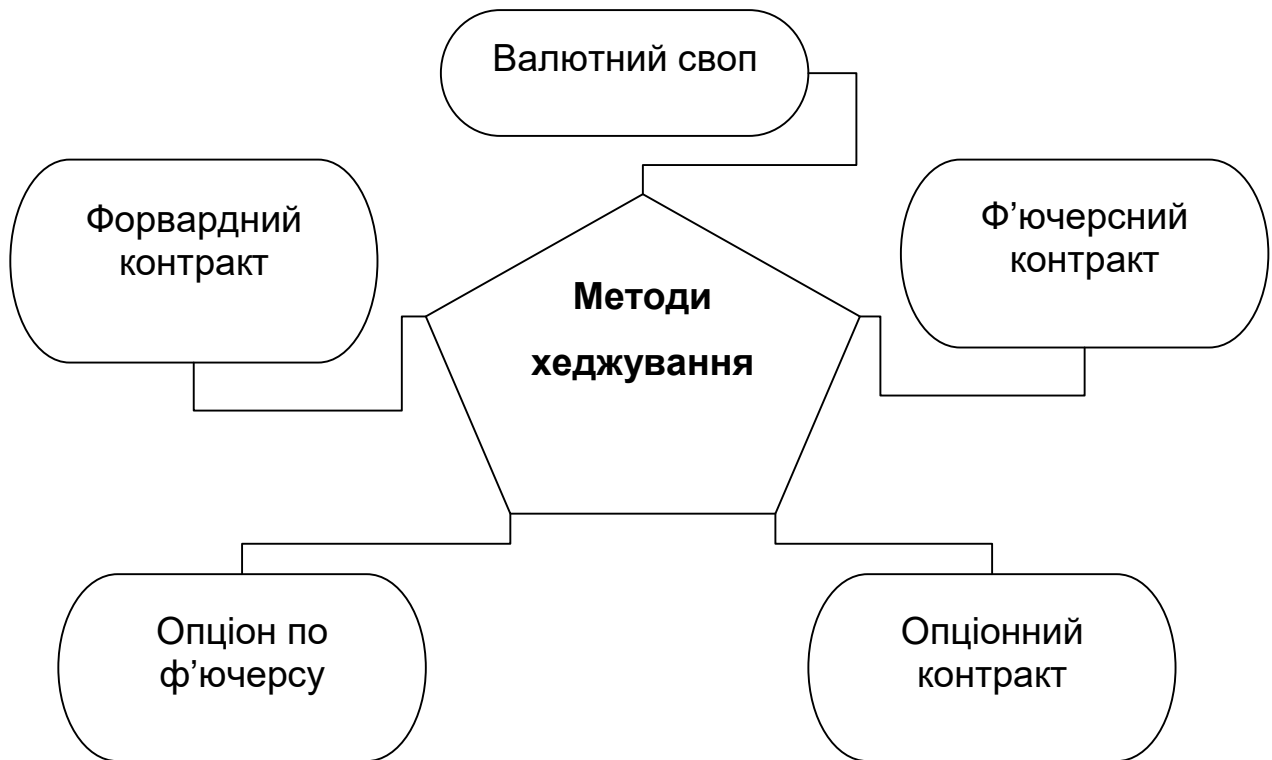 Валютний своп
Форвардний
контракт
Ф’ючерсний
контракт
Методи
хеджування
Опціон по
ф’ючерсу
Опціонний
контракт